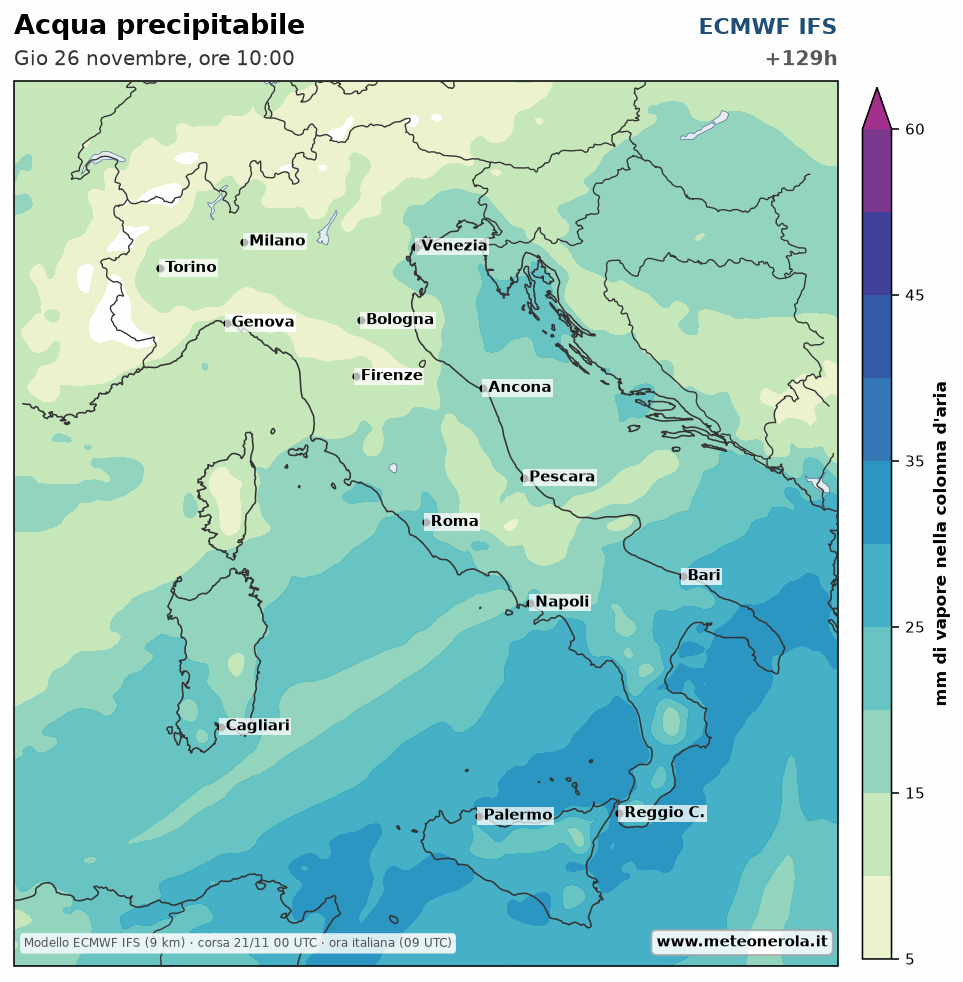 Acqua precipitabile
ECMWF IFS
Gio 26 novembre, ore 10:00
+129h
Milano
Venezia
Torino
Genova
Bologna
Firenze
Ancona
Pescara
Roma
Bari
Napoli
Cagliari
Palermo
Reggio C.
60
45
35
25
15
5
mm di vapore nella colonna d'aria
Modello ECMWF IFS (9 km) · corsa 21/11 00 UTC · ora italiana (09 UTC)
www.meteonerola.it